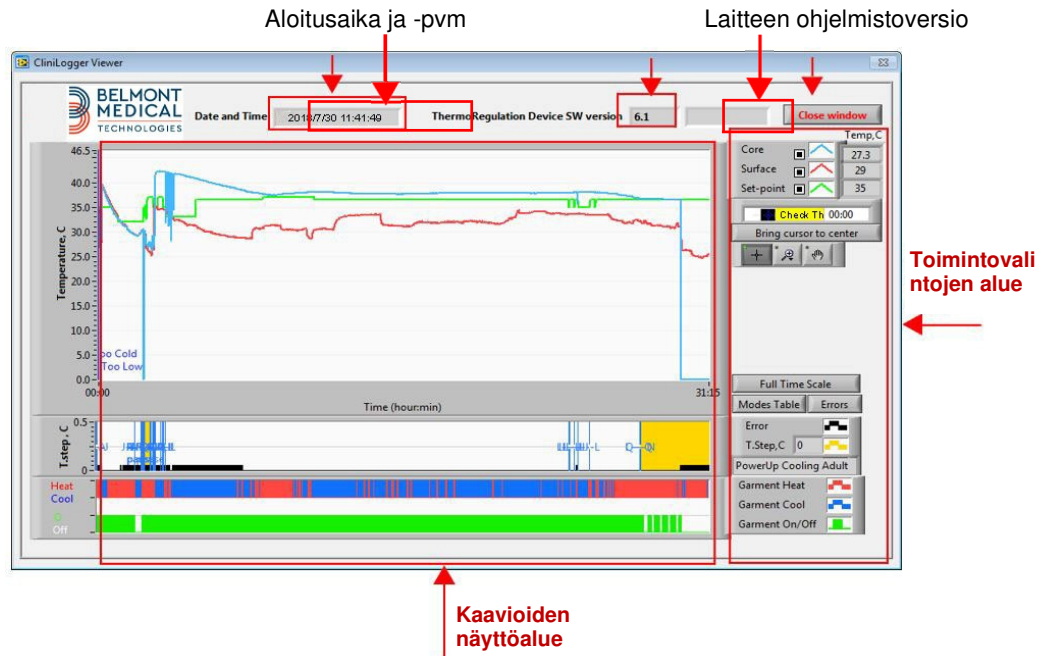 Aloitusaika ja -pvm
Laitteen ohjelmistoversio
CliniLogger Viewer
BELMONT
MEDICAL
TECHNOLOGIES
Date and Time
2018/7/30 11:41:49
ThermoRegulation Device SW version
6.1
Close window
46.5
40.0
35.0
30.0
25.0
20.0
15.0
10.0
5.0
0.0
Temperature, C
oo Cold
Too Low
00:00
31:15
Time (hour:min)
Temp,C
Core
27.3
Surface
29
Set-point
35
Check Th 00:00
Bring cursor to center
Toimintovali
ntojen alue
Full Time Scale
Modes Table
Errors
0.5
0
T.step, C
Error
T.Step,C 0
PowerUp Cooling Adult
Heat
Cool
Off
Garment Heat
Garment Cool
Garment On/Off
Kaavioiden
näyttöalue